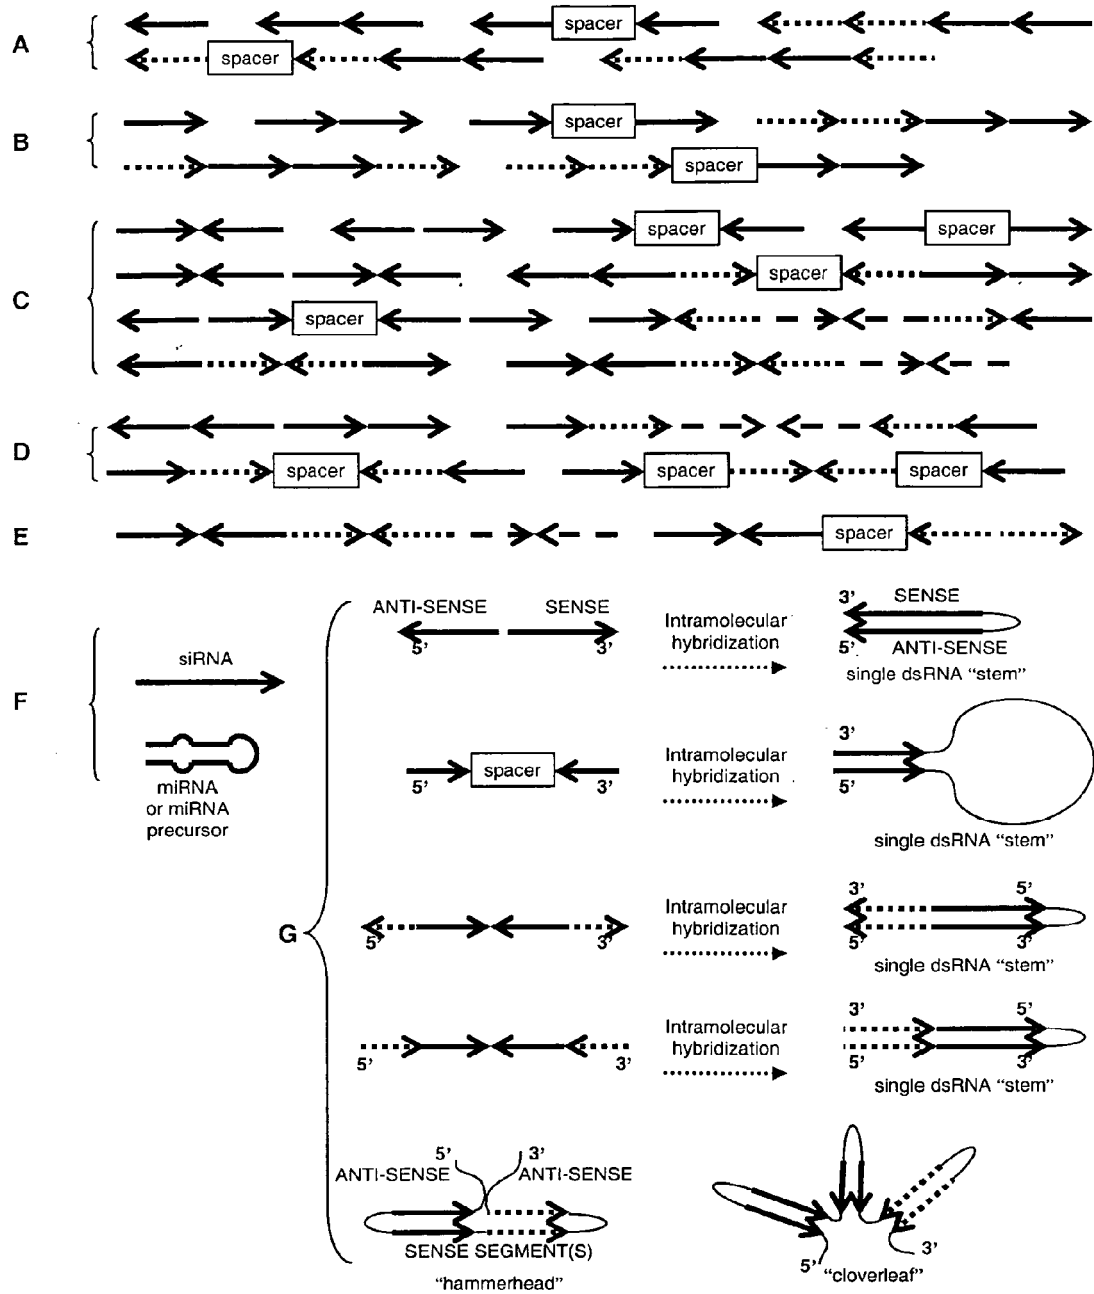 A
spacer
spacer
B
spacer
spacer
C
spacer
spacer
spacer
spacer
D
spacer
spacer
spacer
E
spacer
F
siRNA
miRNA
or miRNA
precursor
G
ANTI-SENSE SENSE
5' 3'
Intramolecular
hybridization
3' SENSE
5' ANTI-SENSE
single dsRNA “stem”
5' spacer 3'
Intramolecular
hybridization
3'
5'
single dsRNA “stem”
5' 3'
Intramolecular
hybridization
3' 5'
5' 3'
single dsRNA “stem”
5' 3'
Intramolecular
hybridization
3' 5'
5' 3'
single dsRNA “stem”
5' 3'
ANTI-SENSE ANTI-SENSE
SENSE SEGMENT(S)
“hammerhead”
5' 3'
“cloverleaf”